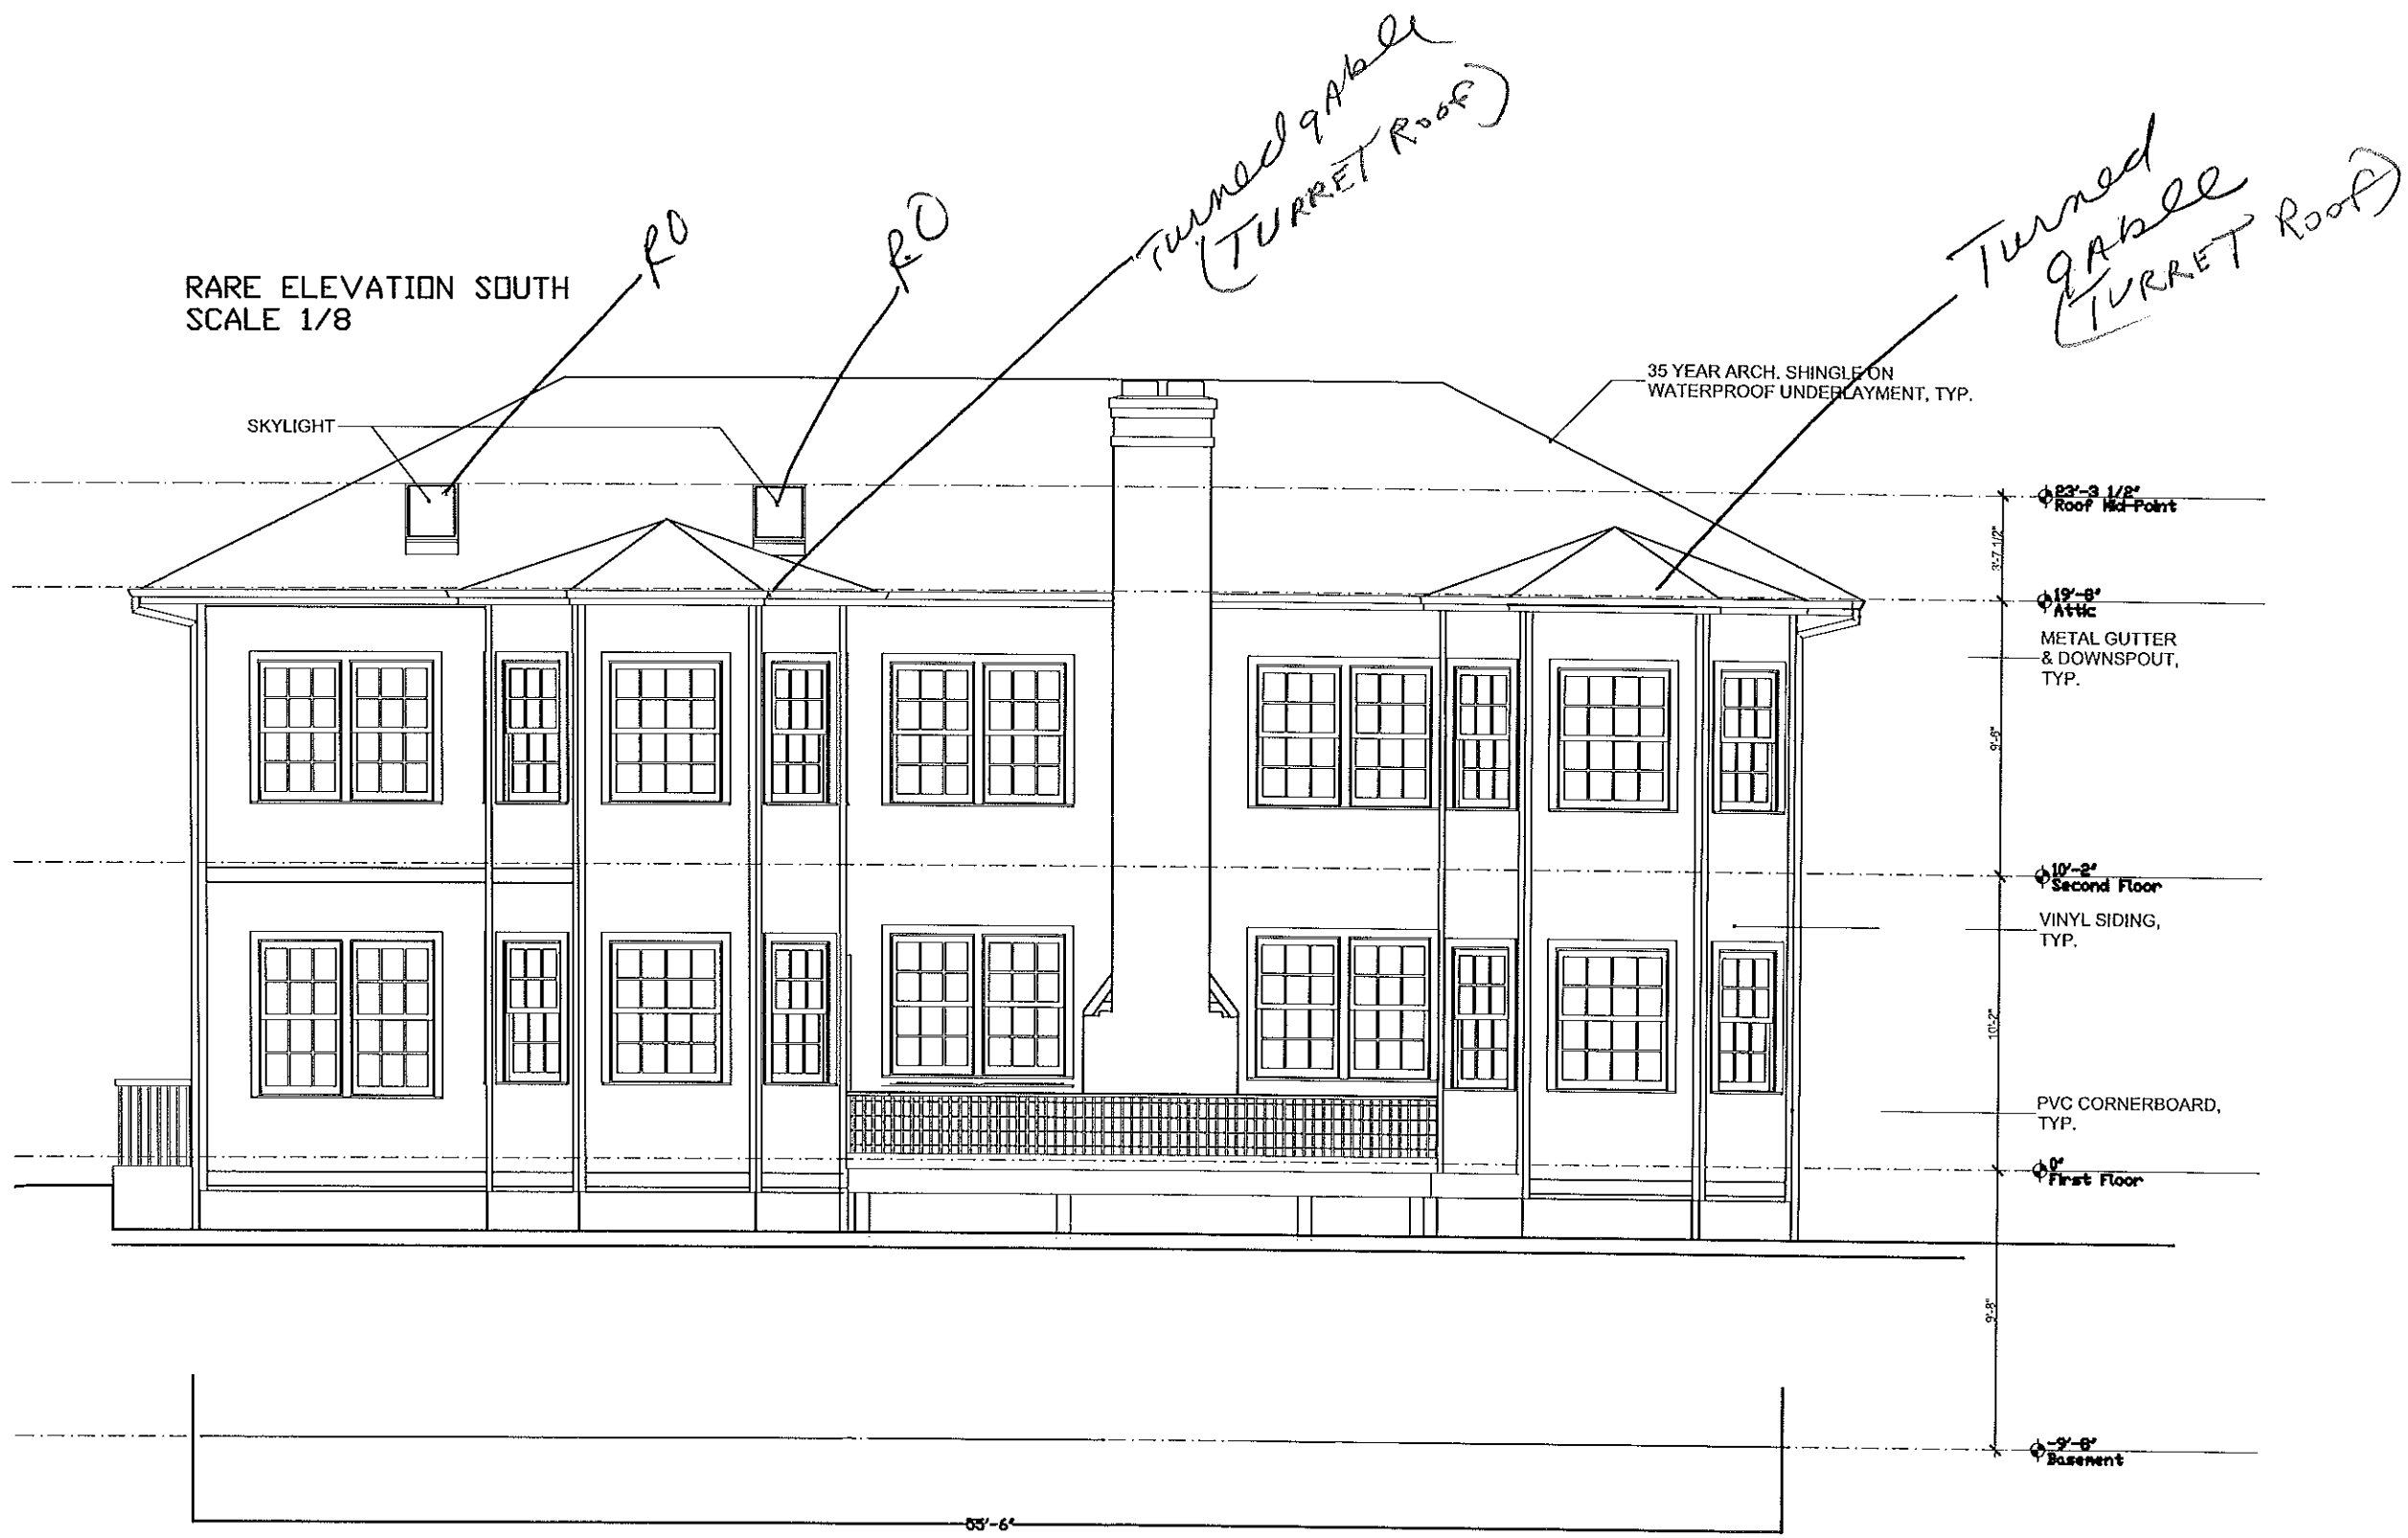 Turned gAble
(TURRET Roof)
Turned
gAble
(TURRET Roof)
RO
R.O
RARE ELEVATION SOUTH
SCALE 1/8
35 YEAR ARCH. SHINGLE ON
WATERPROOF UNDERLAYMENT, TYP.
SKYLIGHT
23'-3 1/2"
Roof Mid-Point
3'-7 1/2"
19'-8"
Attic
METAL GUTTER
& DOWNSPOUT,
TYP.
9'-6"
10'-2"
Second Floor
VINYL SIDING,
TYP.
10'-2"
PVC CORNERBOARD,
TYP.
0"
First Floor
9'-8"
-9'-8"
Basement